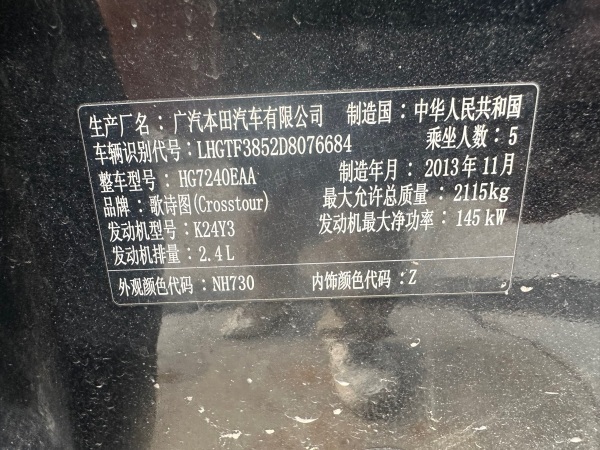 生产厂名：广汽本田汽车有限公司 制造国：中华人民共和国
车辆识别代号：LHGTF3852D8076684 乘坐人数：5
整车型号：HG7240EAA 制造年月：2013年11月
品牌：歌诗图(Crosstour) 最大允许总质量：2115kg
发动机型号：K24Y3 发动机最大净功率：145kW
发动机排量：2.4L
外观颜色代码：NH730 内饰颜色代码：Z